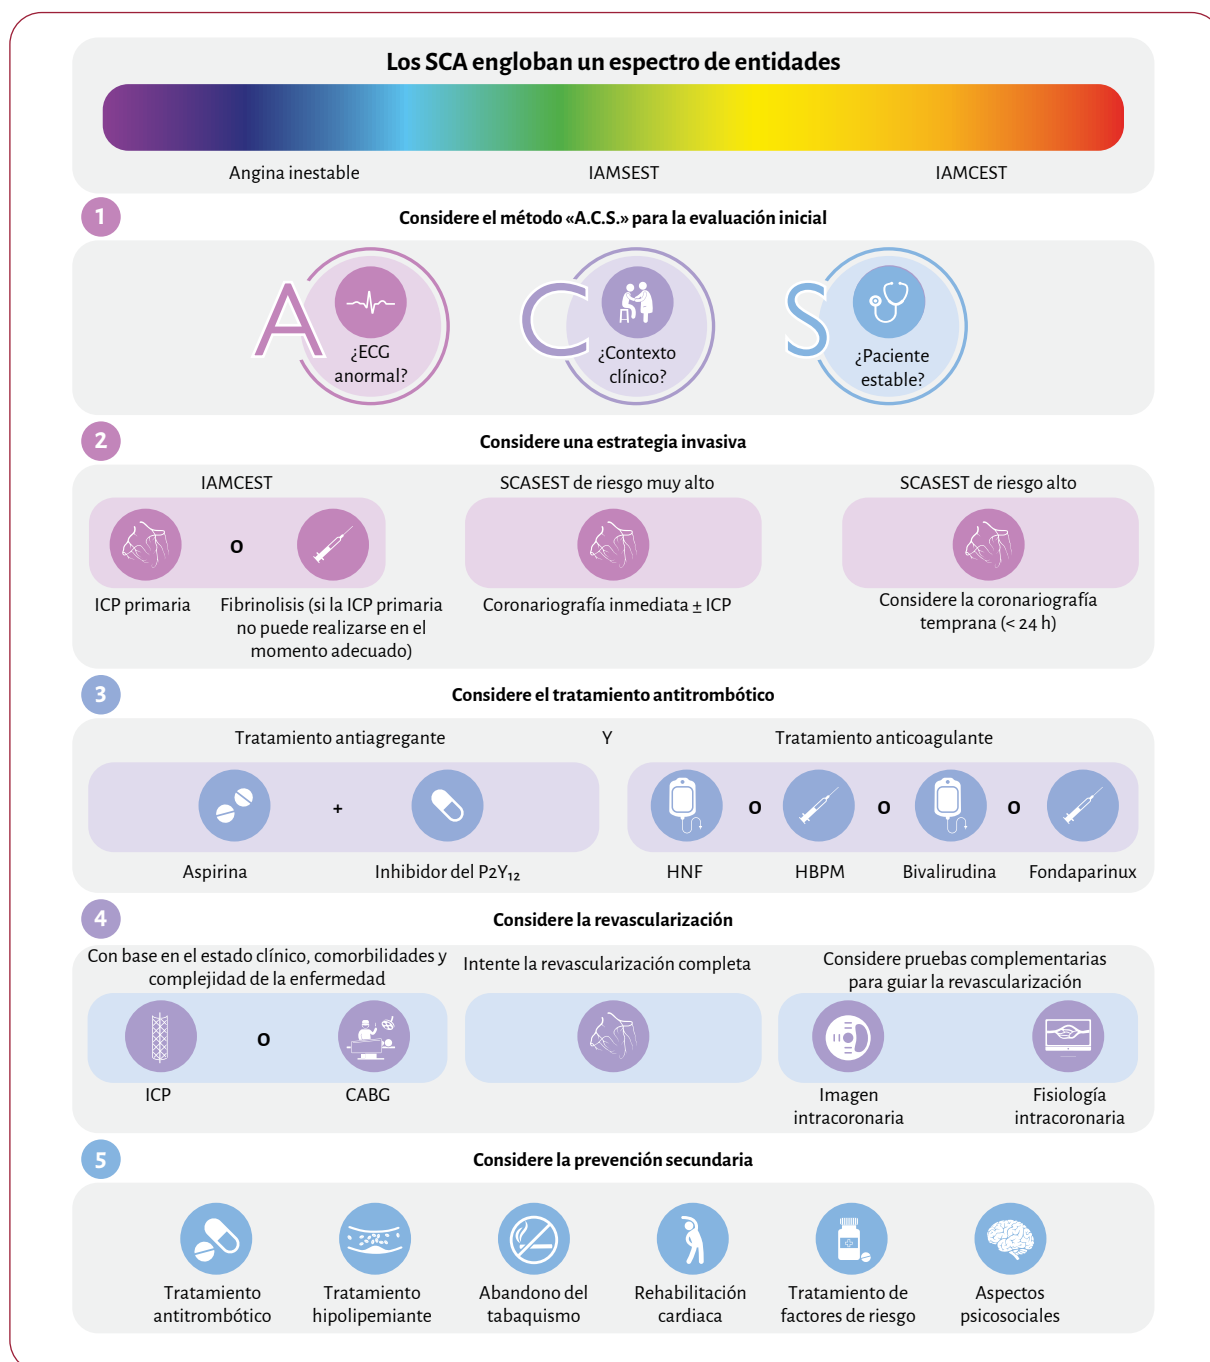 Los SCA engloban un espectro de entidades
Angina inestable
IAMSEST
IAMCEST
1
Considere el método «A.C.S.» para la evaluación inicial
A
¿ECG
anormal?
C
¿Contexto
clínico?
S
¿Paciente
estable?
2
Considere una estrategia invasiva
IAMCEST
O
ICP primaria
Fibrinolisis (si la ICP primaria
no puede realizarse en el
momento adecuado)
SCASEST de riesgo muy alto
Coronariografía inmediata ± ICP
SCASEST de riesgo alto
Considere la coronariografía
temprana (< 24 h)
3
Considere el tratamiento antitrombótico
Tratamiento antiagregante
Y
Tratamiento anticoagulante
+
O
O
O
Aspirina
Inhibidor del P2Y₁₂
HNF
HBPM
Bivalirudina
Fondaparinux
4
Considere la revascularización
Con base en el estado clínico, comorbilidades y
complejidad de la enfermedad
O
ICP
CABG
Intente la revascularización completa
Considere pruebas complementarias
para guiar la revascularización
Imagen
intracoronaria
Fisiología
intracoronaria
5
Considere la prevención secundaria
Tratamiento
antitrombótico
Tratamiento
hipolipemiante
Abandono del
tabaquismo
Rehabilitación
cardiaca
Tratamiento de
factores de riesgo
Aspectos
psicosociales